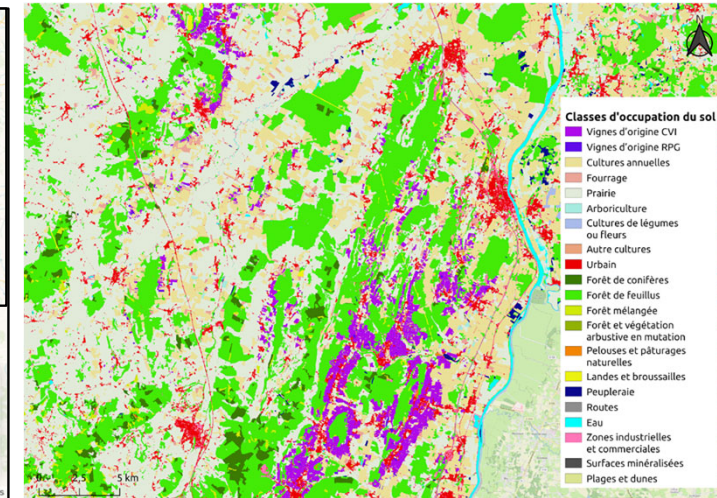 N
Classes d'occupation du sol
Vignes d'origine CVI
Vignes d'origine RPG
Cultures annuelles
Fourrage
Prairie
Arboriculture
Cultures de légumes
ou fleurs
Autre cultures
Urbain
Forêt de conifères
Forêt de feuillus
Forêt mélangée
Forêt et végétation
arbustive en mutation
Pelouses et pâturages
naturelles
Landes et broussailles
Peupleraie
Routes
Eau
Zones industrielles
et commerciales
Surfaces minéralisées
Plages et dunes
0 2,5 5 km